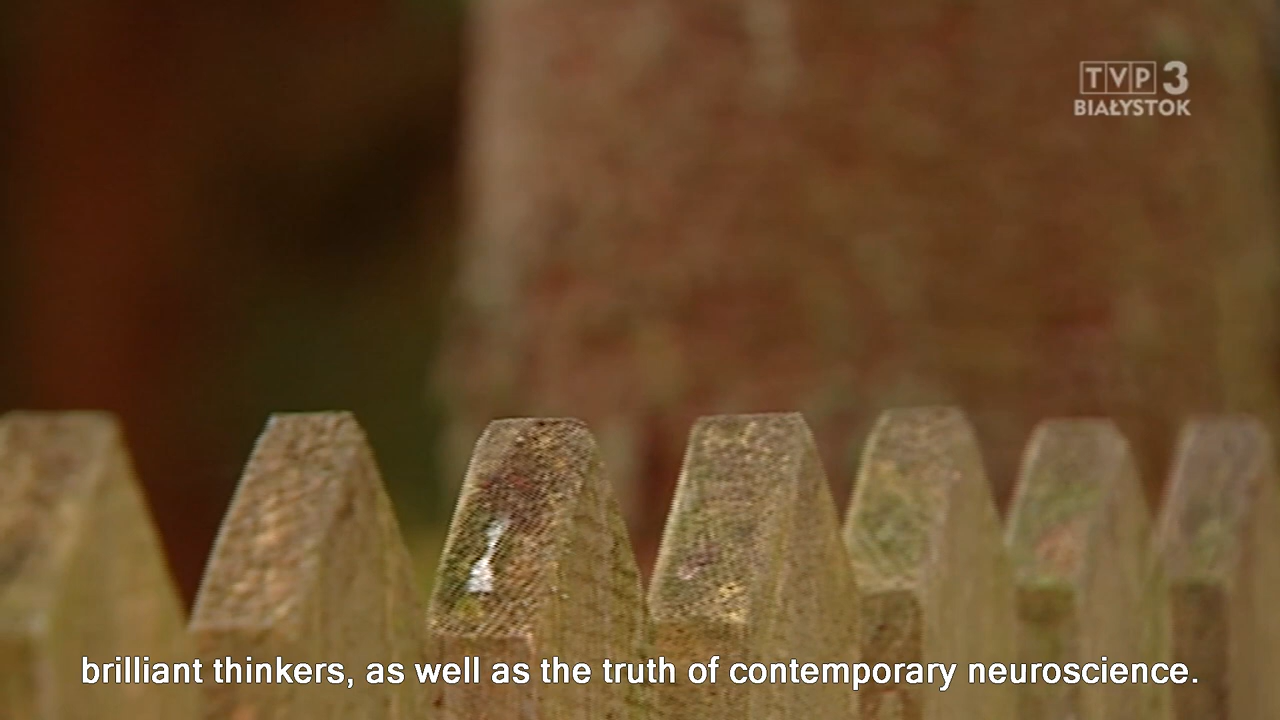 TVP3
BIAŁYSTOK
brilliant thinkers, as well as the truth of contemporary neuroscience.